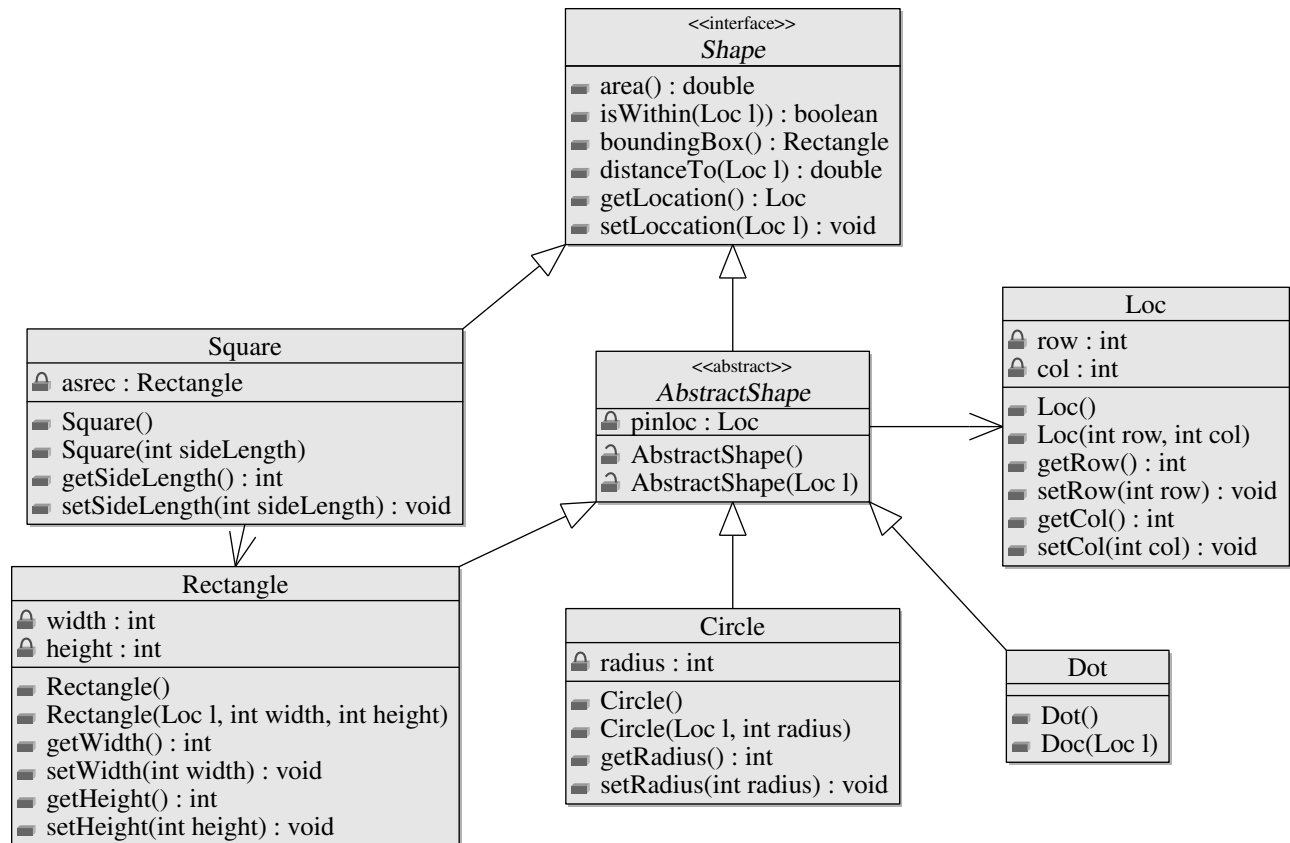 <<interface>>
Shape
area() : double
isWithin(Loc l)) : boolean
boundingBox() : Rectangle
distanceTo(Loc l) : double
getLocation() : Loc
setLoccation(Loc l) : void
Square
asrec : Rectangle
Square()
Square(int sideLength)
getSideLength() : int
setSideLength(int sideLength) : void
<<abstract>>
AbstractShape
pinloc : Loc
AbstractShape()
AbstractShape(Loc l)
Loc
row : int
col : int
Loc()
Loc(int row, int col)
getRow() : int
setRow(int row) : void
getCol() : int
setCol(int col) : void
Rectangle
width : int
height : int
Rectangle()
Rectangle(Loc l, int width, int height)
getWidth() : int
setWidth(int width) : void
getHeight() : int
setHeight(int height) : void
Circle
radius : int
Circle()
Circle(Loc l, int radius)
getRadius() : int
setRadius(int radius) : void
Dot
Dot()
Doc(Loc l)